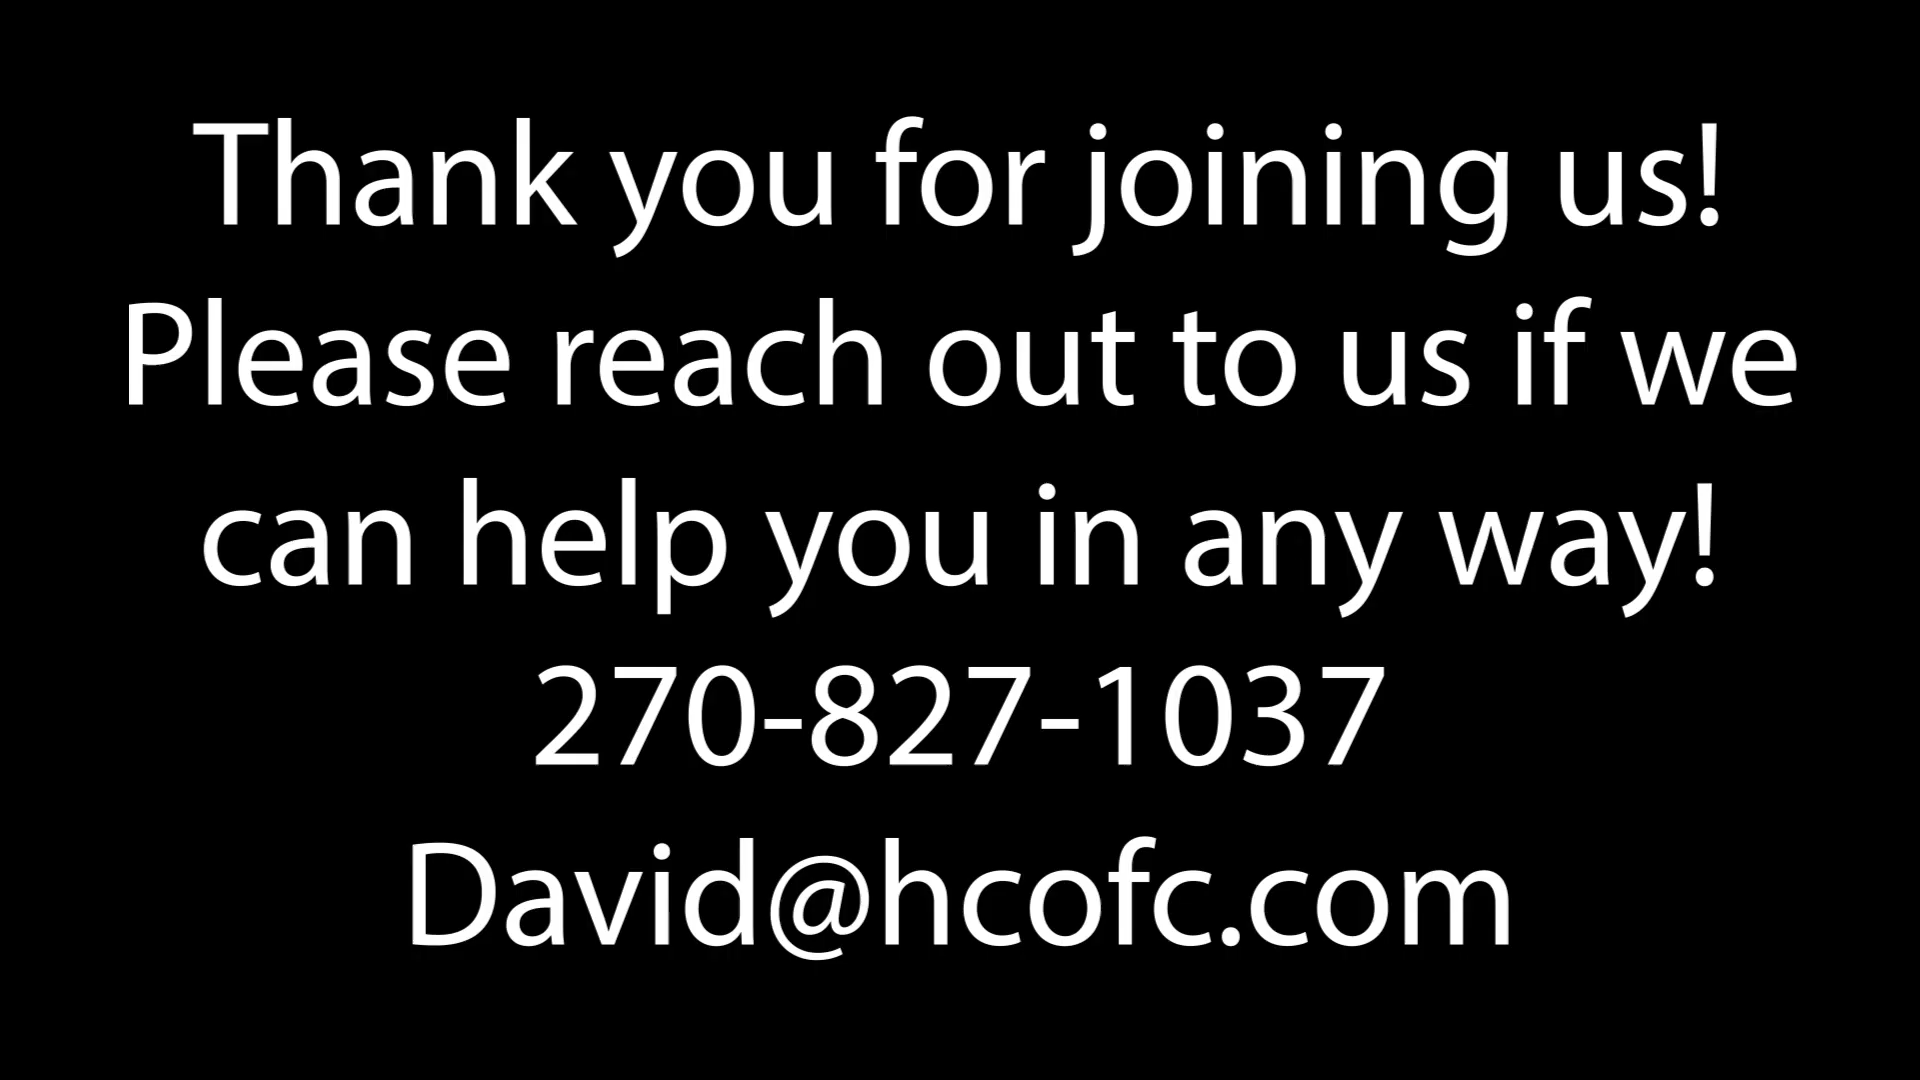 Thank you for joining us!
Please reach out to us if we
can help you in any way!
270-827-1037
David@hcofc.com